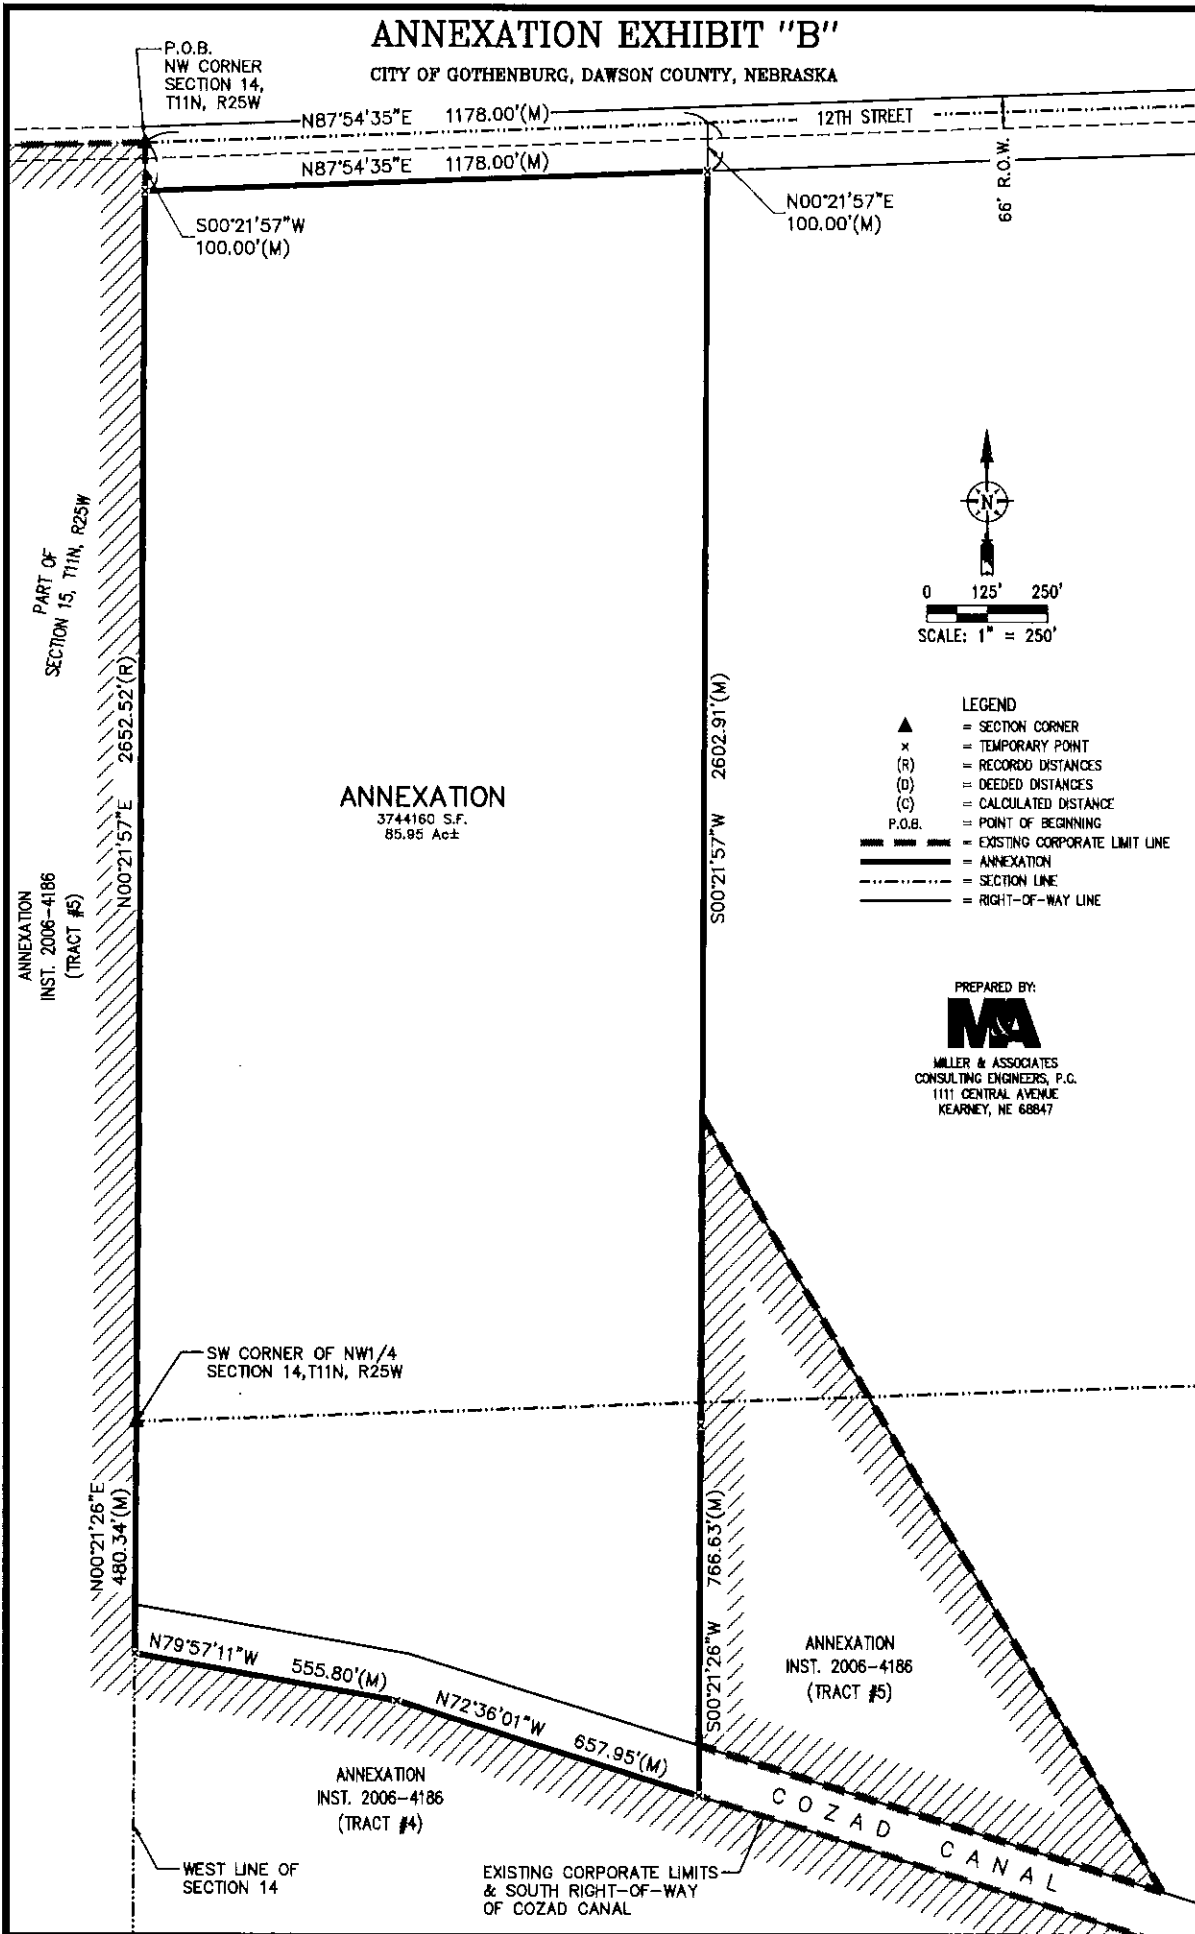 ANNEXATION EXHIBIT "B"
CITY OF GOTHENBURG, DAWSON COUNTY, NEBRASKA
P.O.B.
NW CORNER
SECTION 14,
T11N, R25W
N87°54'35"E 1178.00'(M)
12TH STREET
N87°54'35"E 1178.00'(M)
66' R.O.W.
S00°21'57"W
100.00'(M)
N00°21'57"E
100.00'(M)
PART OF
SECTION 15, T11N, R25W
N
0 125' 250'
SCALE: 1" = 250'
N00°21'57"E 2652.52'(R)
S00°21'57"W 2602.91'(M)
LEGEND
= SECTION CORNER
x = TEMPORARY POINT
(R) = RECORDD DISTANCES
(D) = DEEDED DISTANCES
(C) = CALCULATED DISTANCE
P.O.B. = POINT OF BEGINNING
= EXISTING CORPORATE LIMIT LINE
= ANNEXATION
= SECTION LINE
= RIGHT-OF-WAY LINE
ANNEXATION
3744160 S.F.
85.95 Ac±
ANNEXATION
INST. 2006-4186
(TRACT #5)
PREPARED BY:
M&A
MILLER & ASSOCIATES
CONSULTING ENGINEERS, P.C.
1111 CENTRAL AVENUE
KEARNEY, NE 68847
SW CORNER OF NW1/4
SECTION 14,T11N, R25W
N00°21'26"E
480.34'(M)
S00°21'26"W 766.63'(M)
N79°57'11"W 555.80'(M)
N72°36'01"W 657.95'(M)
ANNEXATION
INST. 2006-4186
(TRACT #5)
ANNEXATION
INST. 2006-4186
(TRACT #4)
COZAD CANAL
WEST LINE OF
SECTION 14
EXISTING CORPORATE LIMITS
& SOUTH RIGHT-OF-WAY
OF COZAD CANAL